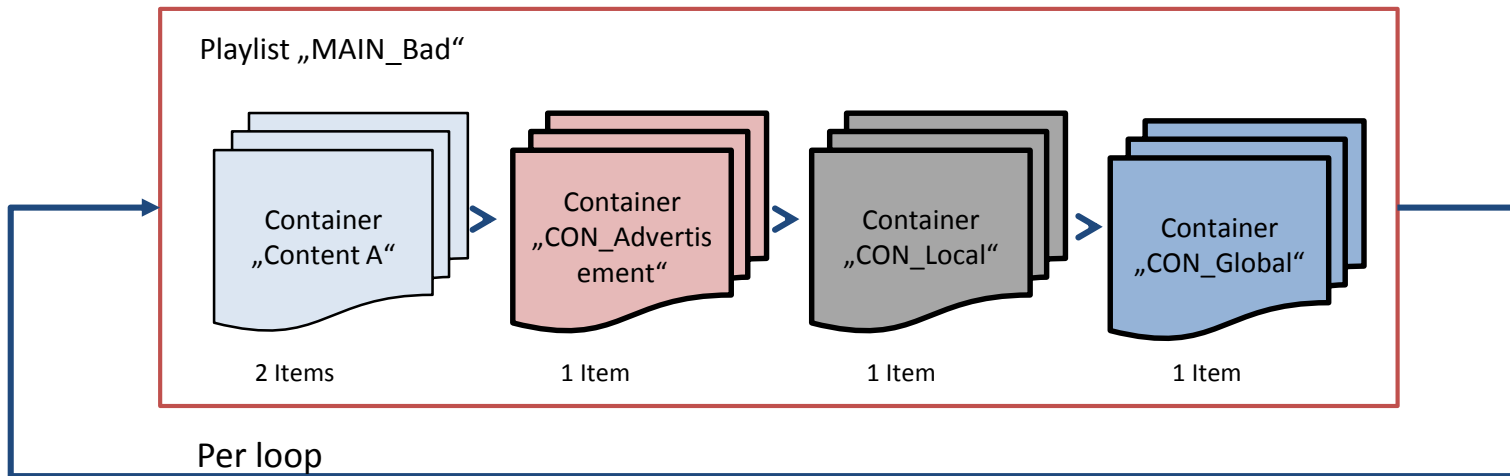 Playlist „MAIN_Bad“
Container
„Content A“
Container
„CON_Advertis
ement“
Container
„CON_Local“
Container
„CON_Global“
2 Items
1 Item
1 Item
1 Item
Per loop